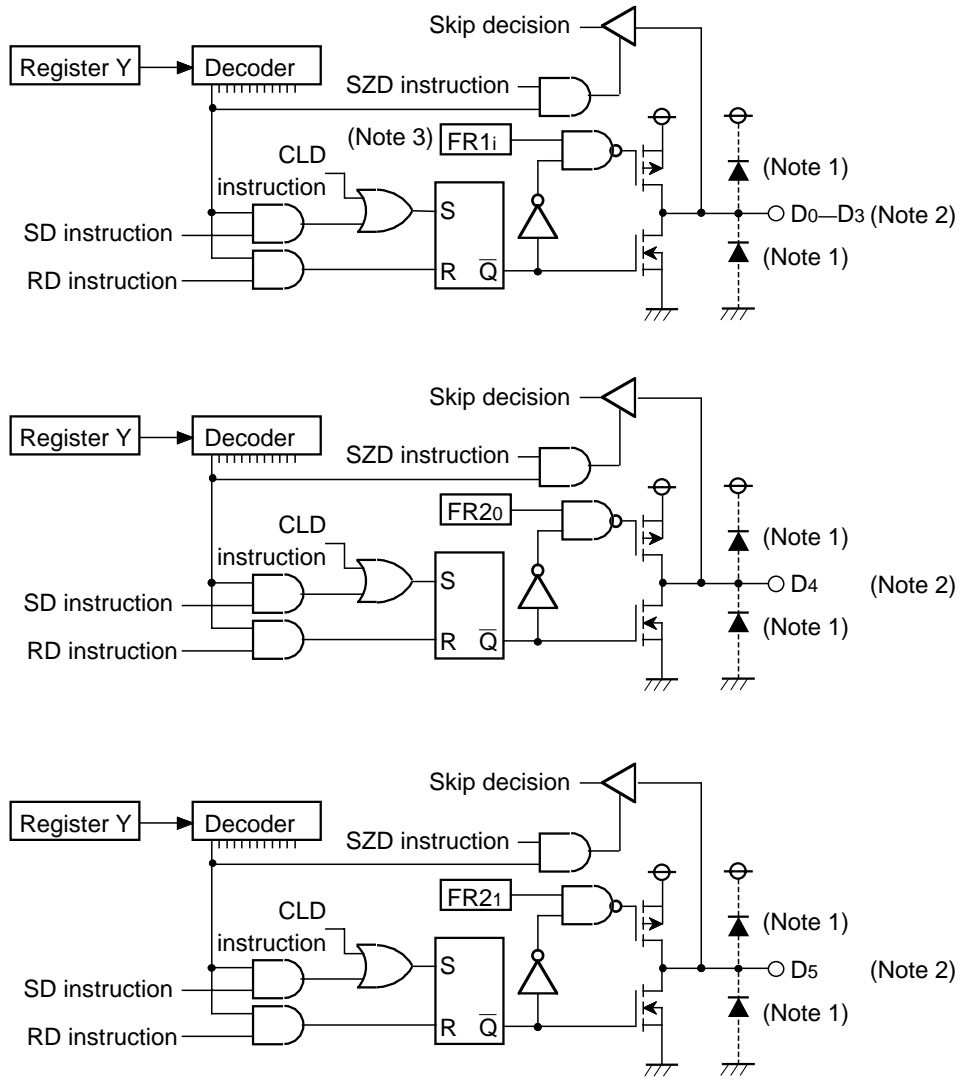 Skip decision
Register Y
Decoder
SZD instruction
(Note 3)
FR1i
CLD
instruction
(Note 1)
S
D0—D3 (Note 2)
SD instruction
(Note 1)
R Q̅
RD instruction
Skip decision
Register Y
Decoder
SZD instruction
FR20
CLD
instruction
(Note 1)
S
D4 (Note 2)
SD instruction
(Note 1)
R Q̅
RD instruction
Skip decision
Register Y
Decoder
SZD instruction
FR21
CLD
instruction
(Note 1)
S
D5 (Note 2)
SD instruction
(Note 1)
R Q̅
RD instruction